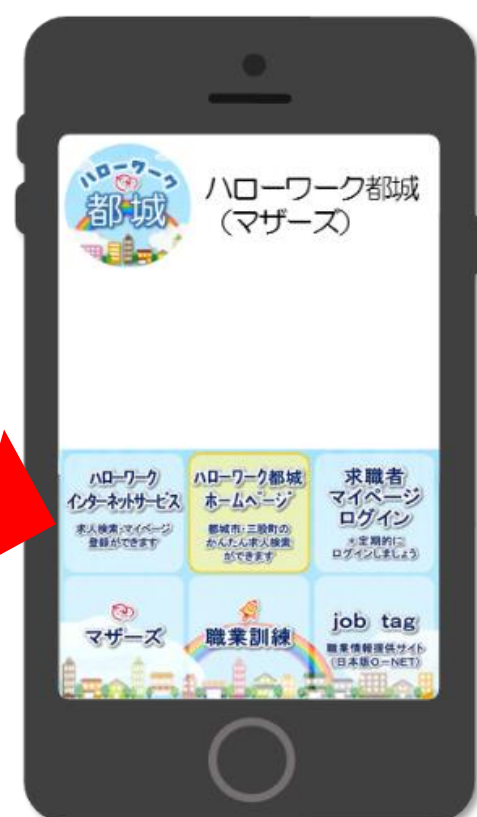 ハローワーク
都城
ハローワーク都城
(マザーズ)
ハローワーク
インターネットサービス
求人検索・マイページ
登録ができます
ハローワーク都城
ホームページ
都城市・三股町の
かんたん求人検索
ができます
求職者
マイページ
ログイン
*定期的に
ログインしましょう
マザーズ
職業訓練
job tag
職業情報提供サイト
(日本版O-NET)